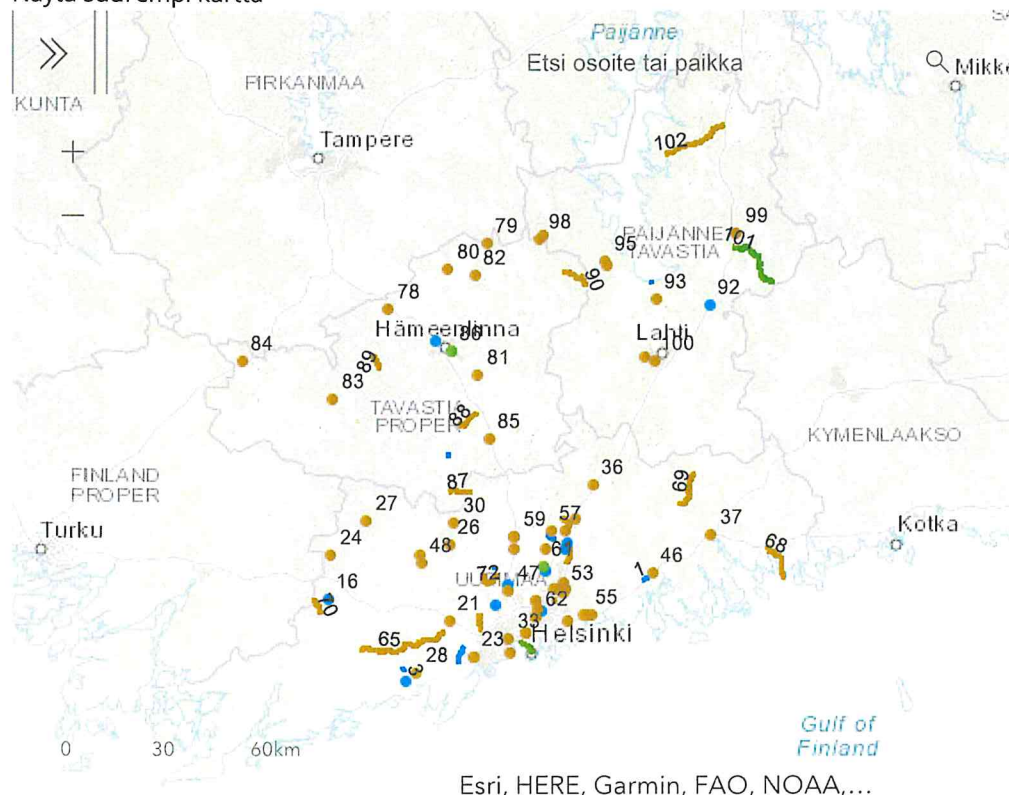 Päijänne
Etsi osoite tai paikka
Mikke
PIRKANMAA
KUNTA
Tampere
102
79
98
99
101
PAIJANNE
TAVASTIA
80
82
95
90
93
92
78
Hämeenlinna
86
Lahti
100
84
89
81
83
88
TAVASTIA
PROPER
85
KYMENLAAKSO
FINLAND
PROPER
87
36
69
27
30
59
57
37
Kotka
Turku
24
26
48
61
68
46
1
16
72
47
53
UUSIMAA
21
62
55
65
33
Helsinki
23
28
3
Gulf of
Finland
0 30 60km
Esri, HERE, Garmin, FAO, NOAA,...